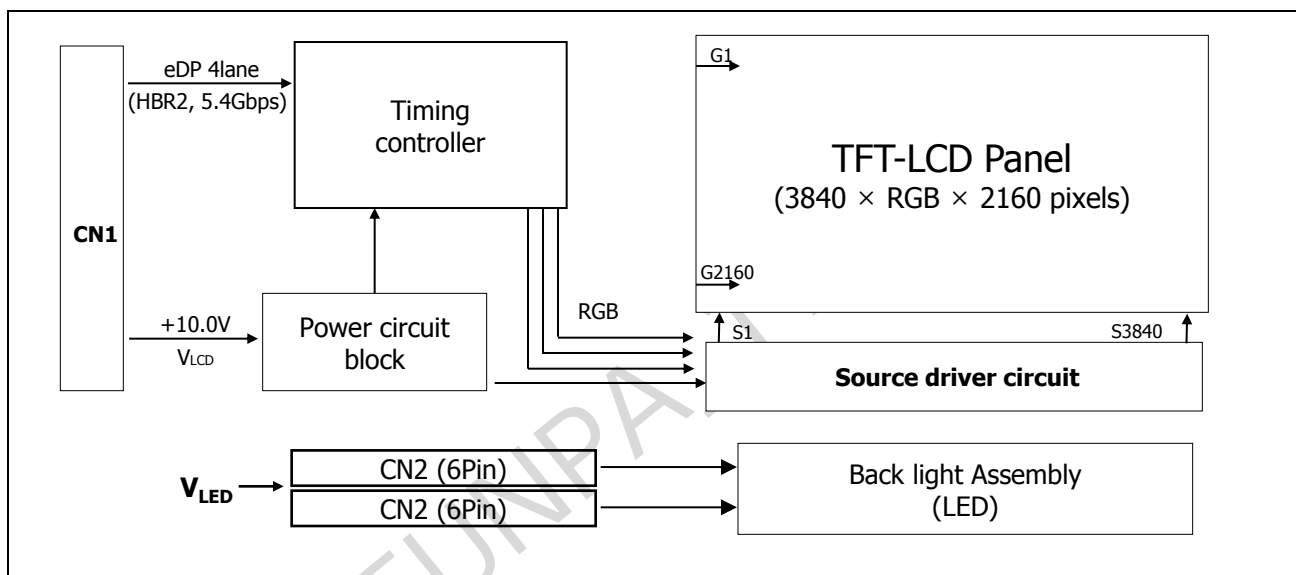 eDP 4lane
(HBR2, 5.4Gbps)
Timing
controller
G1
TFT-LCD Panel
(3840 × RGB × 2160 pixels)
CN1
G2160
+10.0V
VLCD
Power circuit
block
RGB
S1
S3840
Source driver circuit
VLED
CN2 (6Pin)
CN2 (6Pin)
Back light Assembly
(LED)